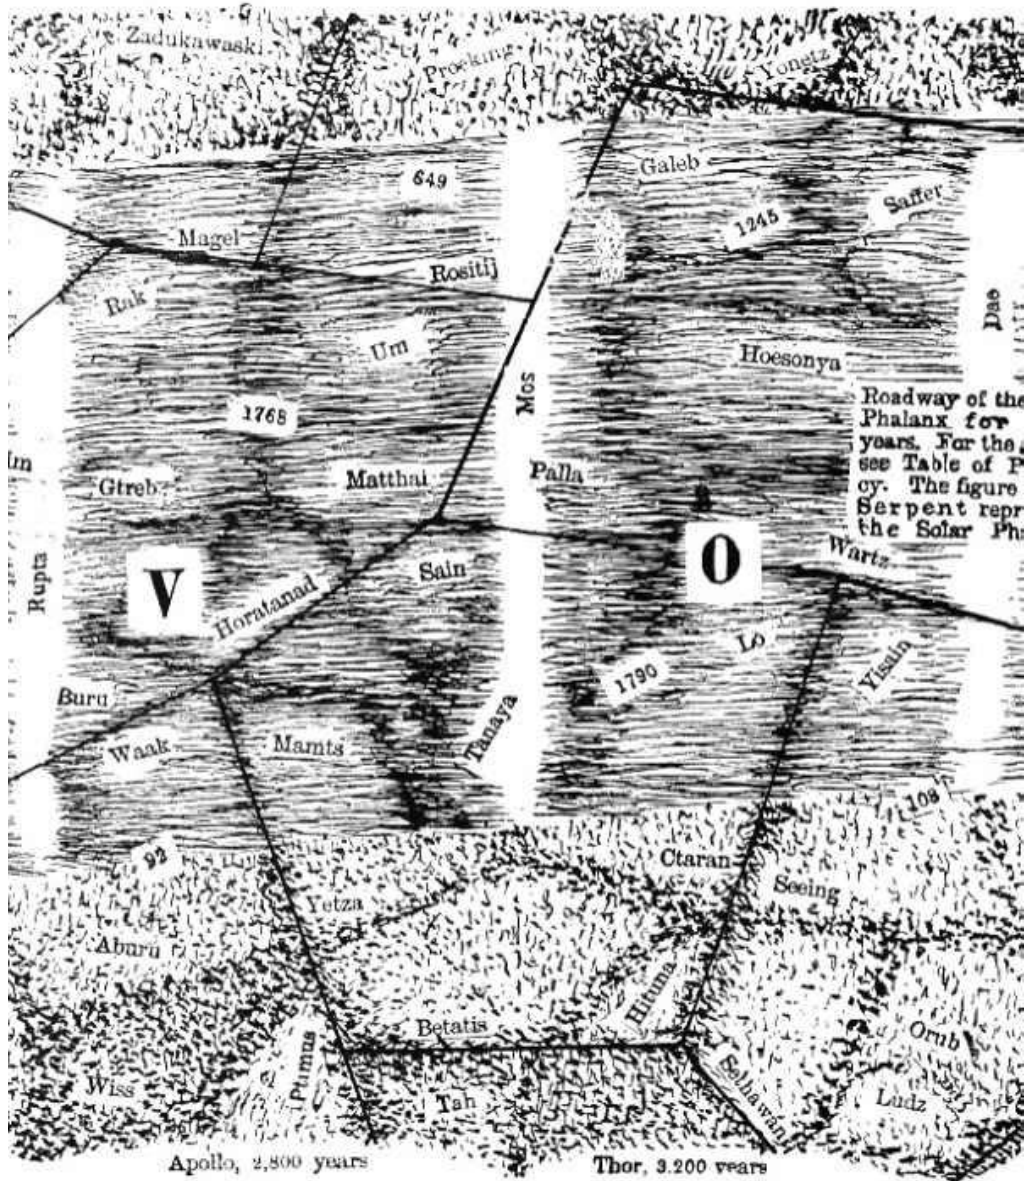 Zadukawaski
Procking
Yonetz
Galeb
649
Saffer
1245
Magel
Rositij
Rak
Dae
Um
Hoesonya
Mos
1768
Roadway of the
Phalanx for
years. For the
see Table of P
cy. The figure
Serpent repr
the Solar Pha
Matthai
Palla
Gtreb
Rupta
V
O
Wartz
Sain
Horatanad
Lo
Yisain
1790
Buru
Tanaya
Waak
Mamts
108
92
Ctaran
Seeing
Yetza
Aburu
Hituna
Betatis
Orub
Wiss
Tah
Ludz
Apollo, 2,800 years
Thor, 3.200 years